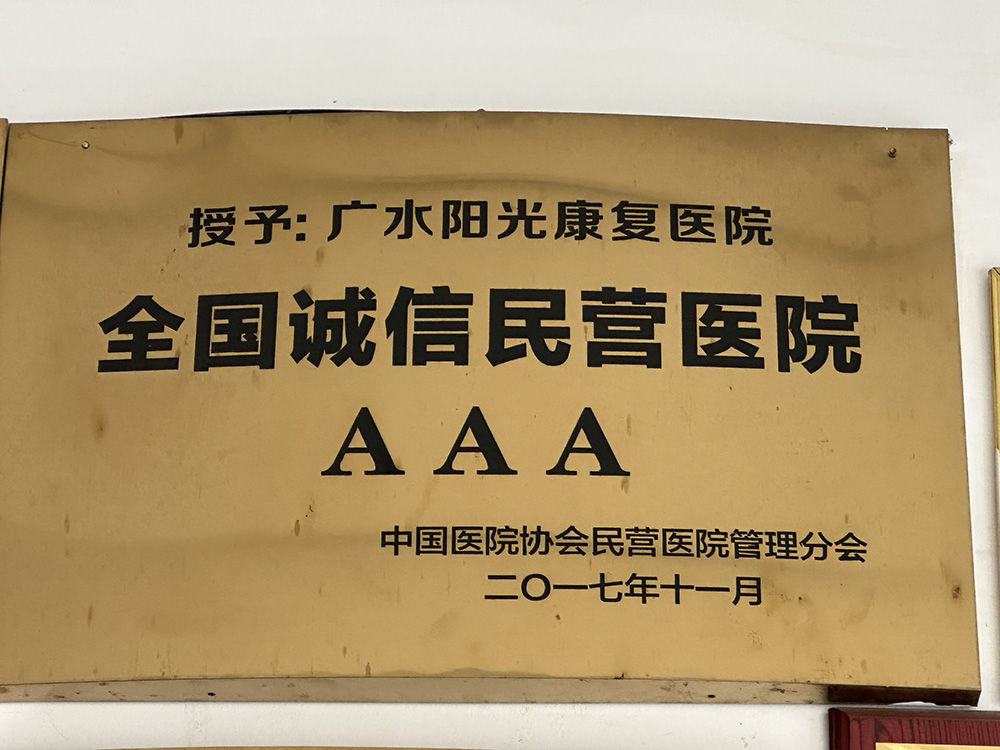 授予:广水阳光康复医院
全国诚信民营医院
AAA
中国医院协会民营医院管理分会
二〇一七年十一月